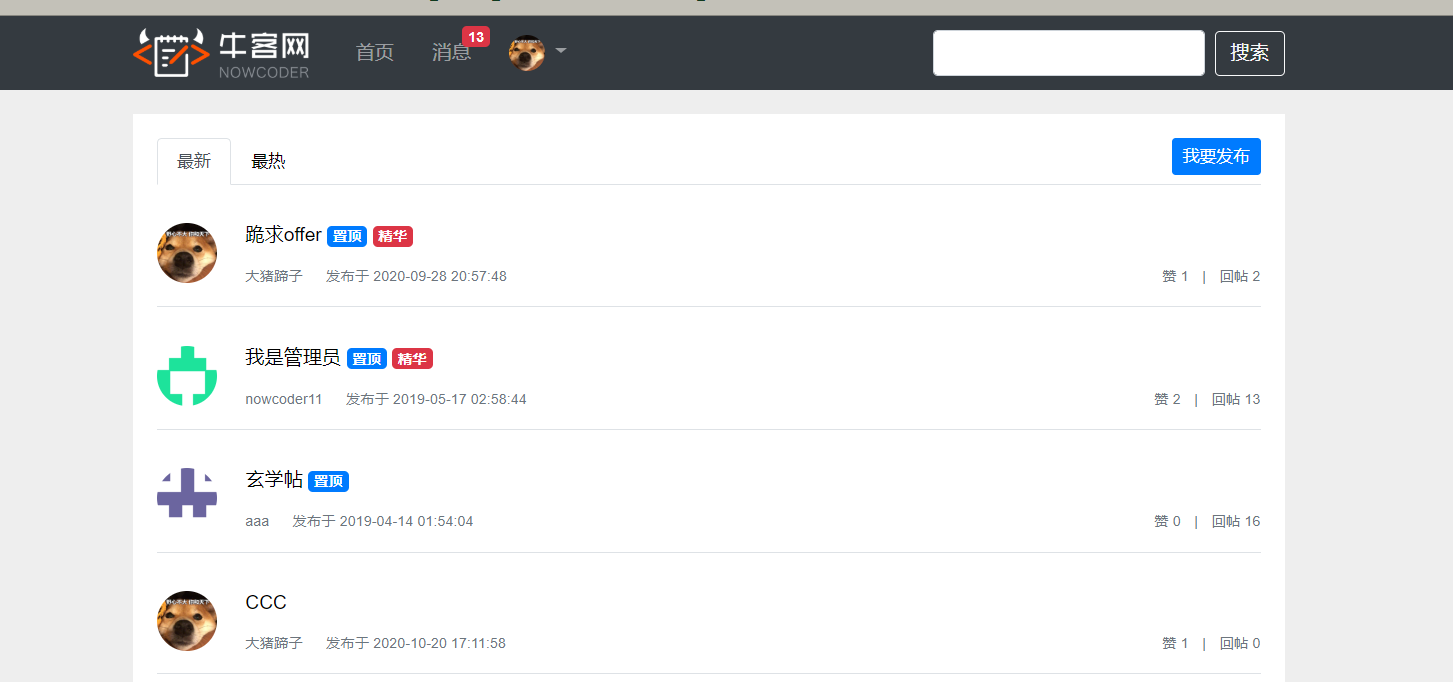 牛客网
NOWCODER
首页 消息 13
搜索
最新 最热 我要发布
跪求offer 置顶 精华
大猪蹄子 发布于 2020-09-28 20:57:48 赞 1 | 回帖 2
我是管理员 置顶 精华
nowcoder11 发布于 2019-05-17 02:58:44 赞 2 | 回帖 13
玄学帖 置顶
aaa 发布于 2019-04-14 01:54:04 赞 0 | 回帖 16
CCC
大猪蹄子 发布于 2020-10-20 17:11:58 赞 1 | 回帖 0